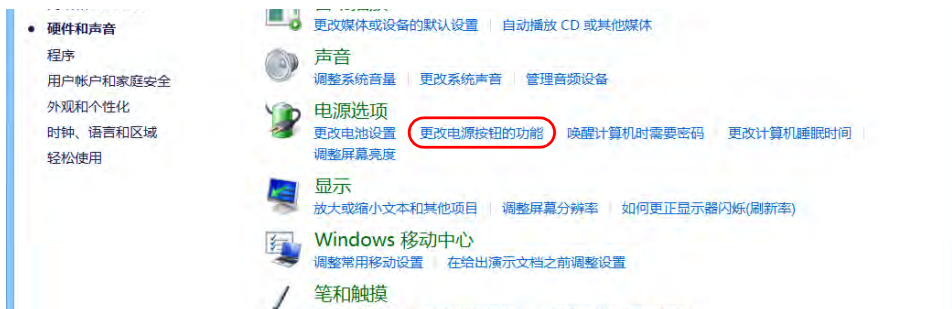 硬件和声音
程序
用户帐户和家庭安全
外观和个性化
时钟、语言和区域
轻松使用
更改媒体或设备的默认设置 自动播放 CD 或其他媒体
声音
调整系统音量 更改系统声音 管理音频设备
电源选项
更改电池设置 更改电源按钮的功能 唤醒计算机时需要密码 更改计算机睡眠时间
调整屏幕亮度
显示
放大或缩小文本和其他项目 调整屏幕分辨率 如何更正显示器闪烁(刷新率)
Windows 移动中心
调整常用移动设置 在给出演示文档之前调整设置
笔和触摸